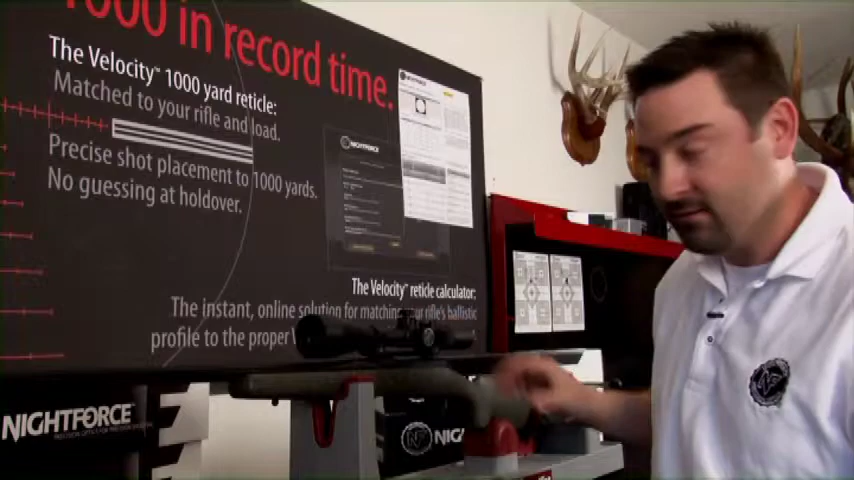 1000 in record time.
The Velocity™ 1000 yard reticle:
Matched to your rifle and load.
Precise shot placement to 1000 yards.
No guessing at holdover.
NIGHTFORCE
The Velocity™ reticle calculator:
The instant, online solution for matching your rifle's ballistic
profile to the proper
NIGHTFORCE
NIG